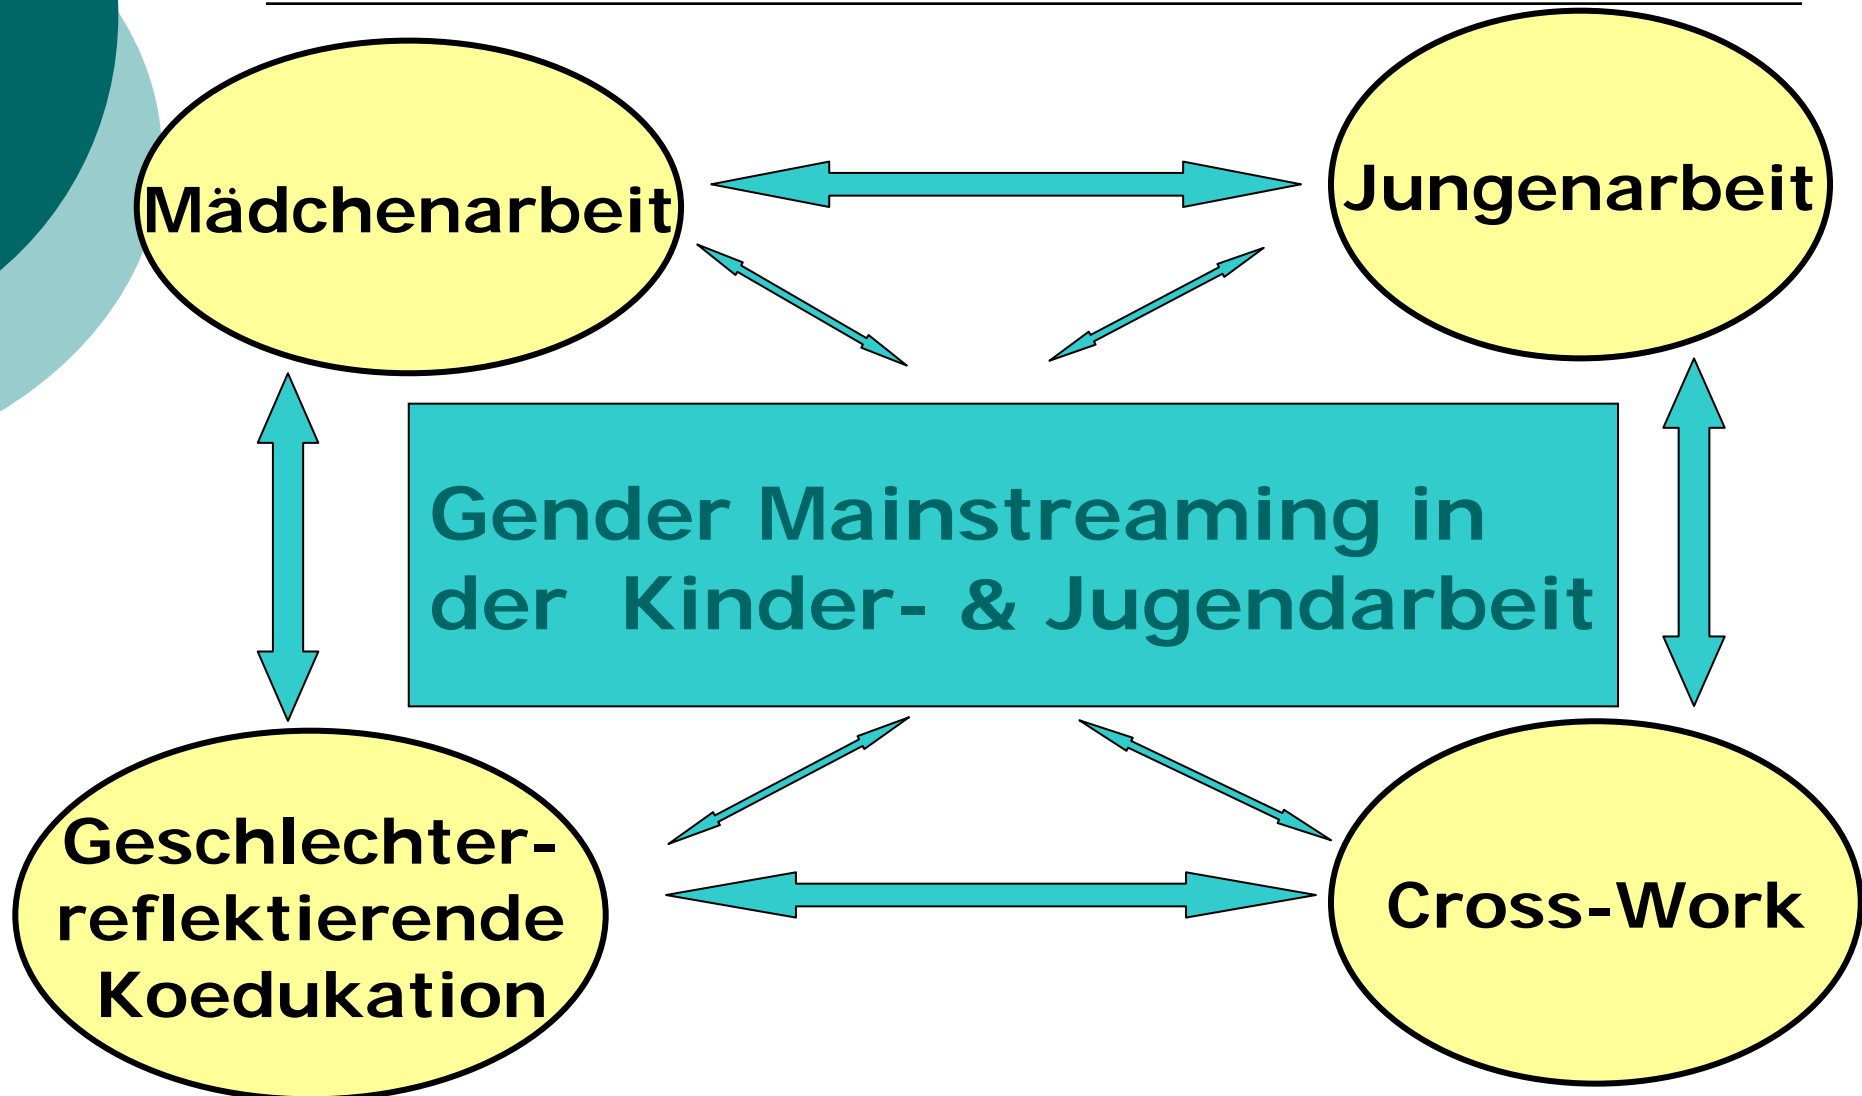 Mädchenarbeit
Jungenarbeit
Gender Mainstreaming in
der Kinder- & Jugendarbeit
Geschlechter-
reflektierende
Koedukation
Cross-Work